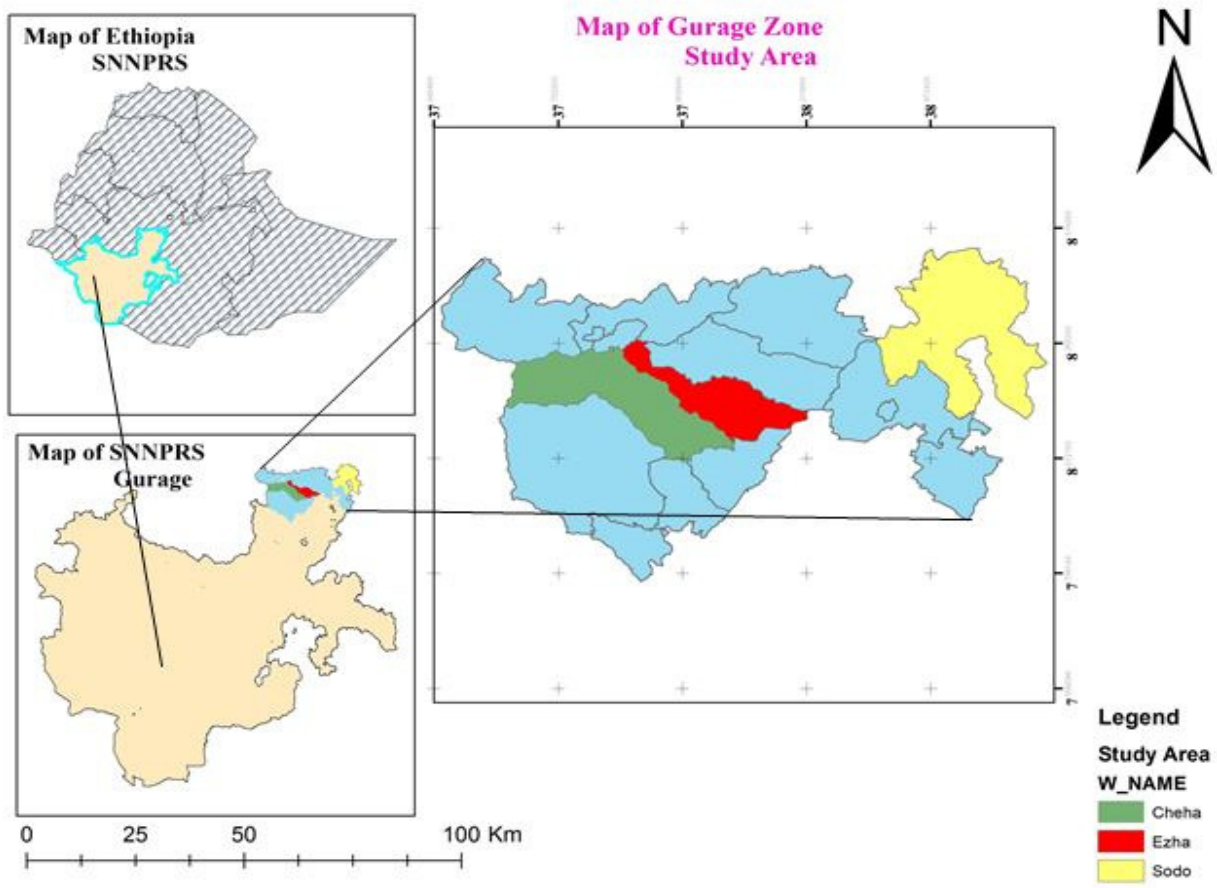 Map of Ethiopia
SNNPRS
Map of Gurage Zone
Study Area
N
37
37
37
38
38
8
8
8
7
7
Map of SNNPRS
Gurage
0 25 50 100 Km
Legend
Study Area
W_NAME
Cheha
Ezha
Sodo